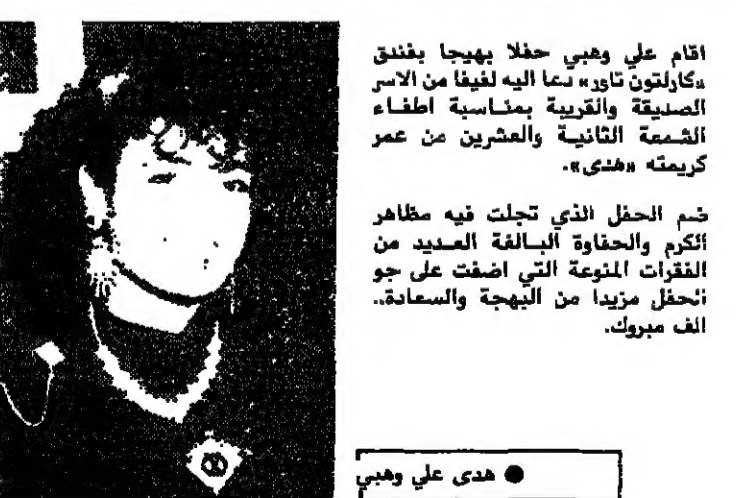 اقام علي وهبي حفلا بهيجا بفندق
«كارلتون تاور» دعا اليه لفيفا من الاسر
الصديقة والقريبة بمناسبة اطفاء
الشمعة الثانية والعشرين من عمر
كريمته «هدى».
ضم الحفل الذي تجلت فيه مظاهر
الكرم والحفاوة البالغة العديد من
الفقرات المنوعة التي اضفت على جو
الحفل مزيدا من البهجة والسعادة..
الف مبروك.
● هدى علي وهبي